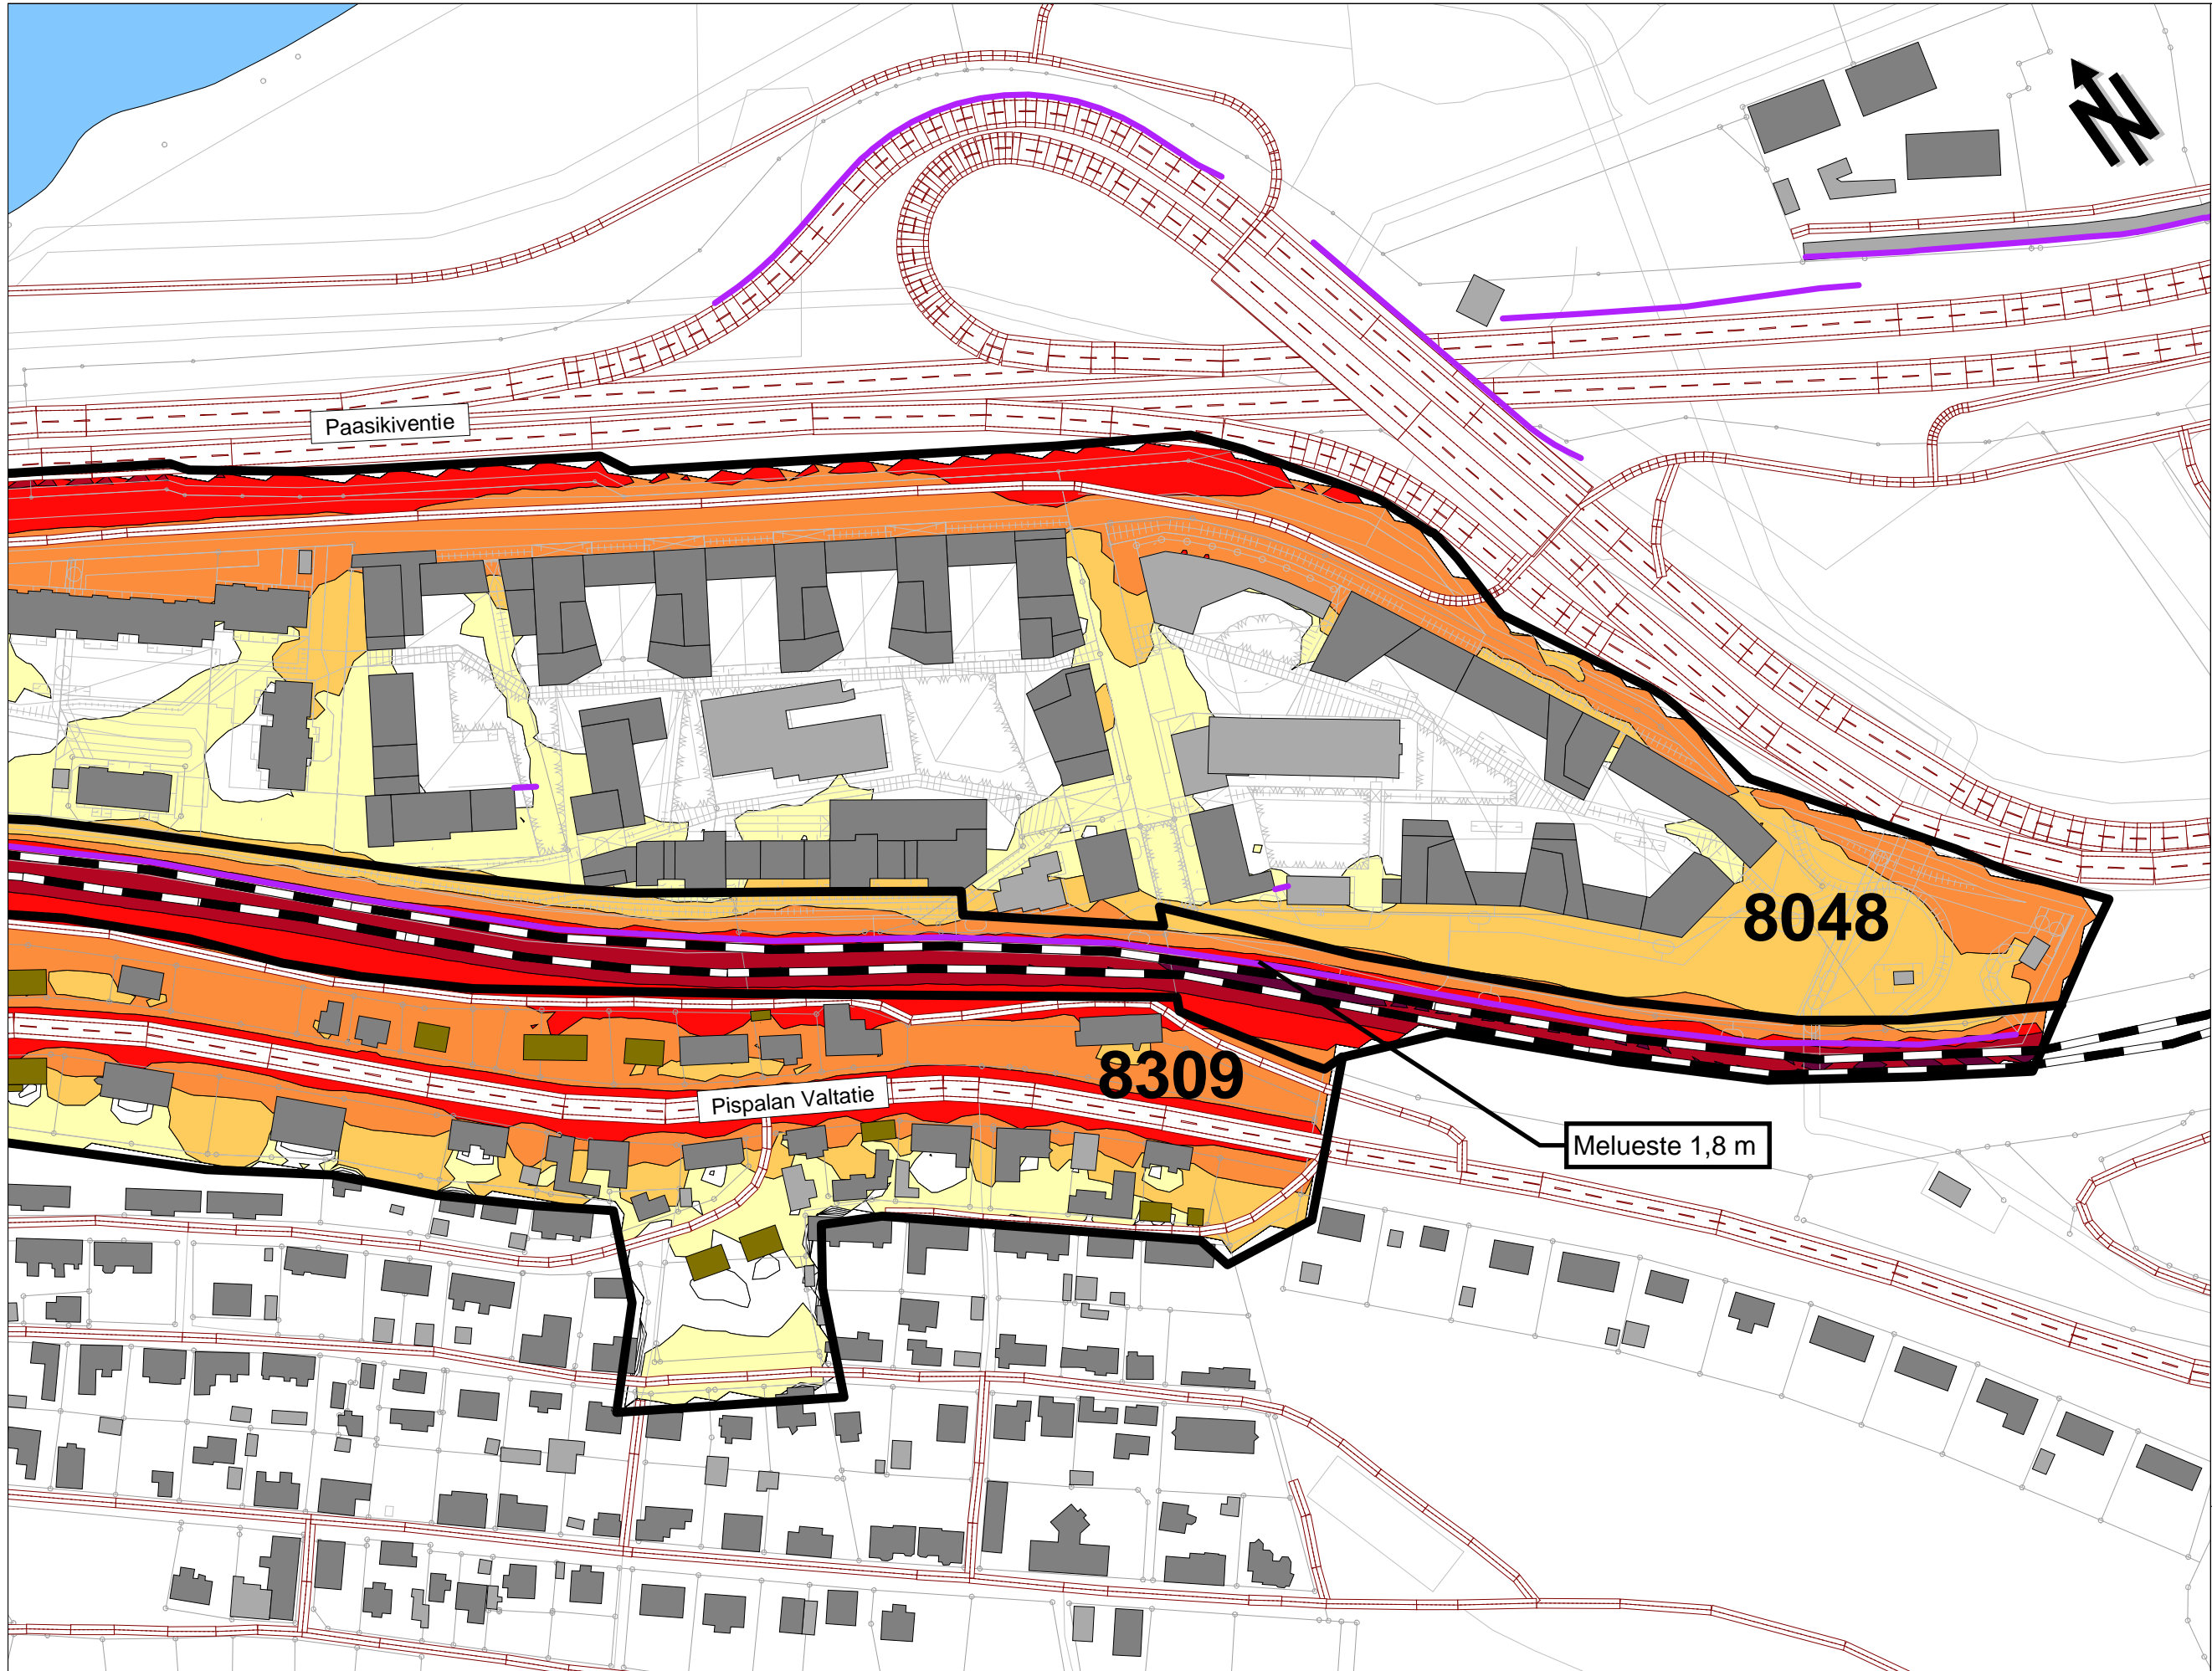 N
Paasikiventie
8048
8309
Pispalan Valtatie
Melueste 1,8 m